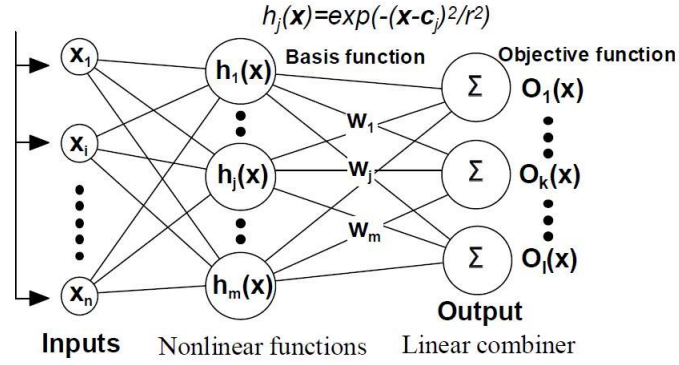 hⱼ(x)=exp(-(x-cⱼ)²/r²)
Basis function
Objective function
x₁
xᵢ
xₙ
h₁(x)
hⱼ(x)
hₘ(x)
w₁
wⱼ
wₘ
Σ
Σ
Σ
O₁(x)
Oₖ(x)
Oₗ(x)
Output
Inputs
Nonlinear functions
Linear combiner